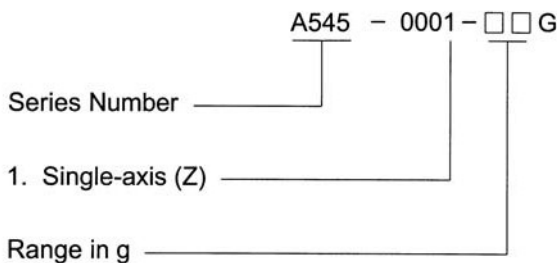 A545 – 0001 – □□ G
Series Number
1. Single-axis (Z)
Range in g